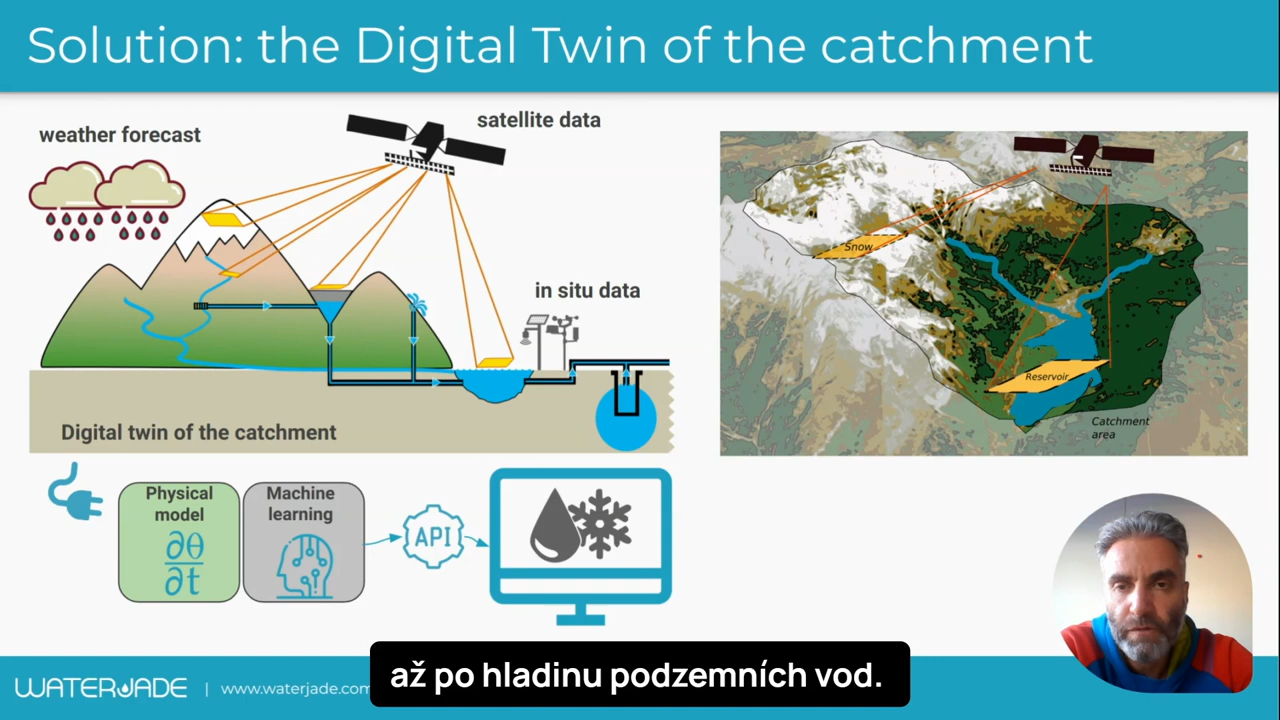 Solution: the Digital Twin of the catchment
weather forecast
satellite data
in situ data
Digital twin of the catchment
Physical
model
∂θ
∂t
Machine
learning
API
Snow
Reservoir
Catchment
area
až po hladinu podzemních vod.
WATERJADE | www.waterjade.com